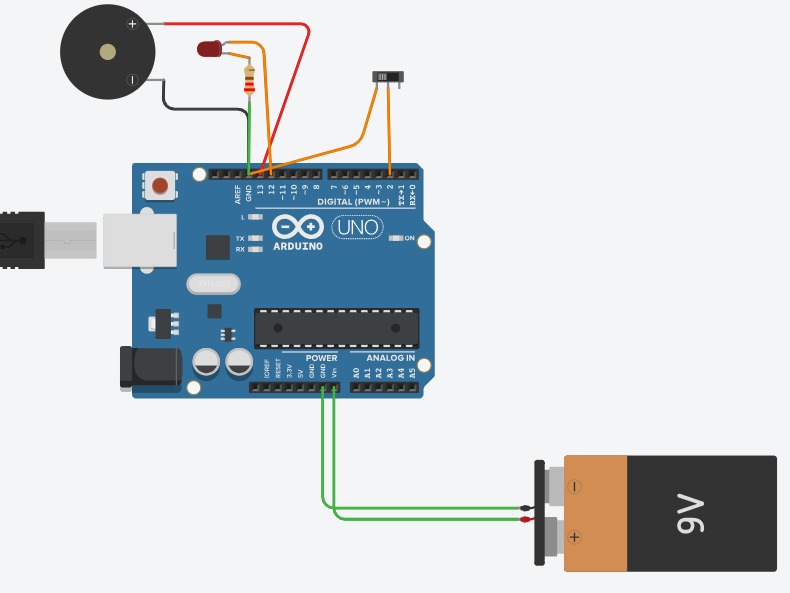 AREF
GND
13
12
~11
~10
~9
8
7
~6
~5
4
~3
2
TX→1
RX←0
DIGITAL (PWM~)
L
TX
RX
ARDUINO
UNO
ON
POWER
ANALOG IN
IOREF
RESET
3.3V
5V
GND
GND
Vin
A0
A1
A2
A3
A4
A5
9V